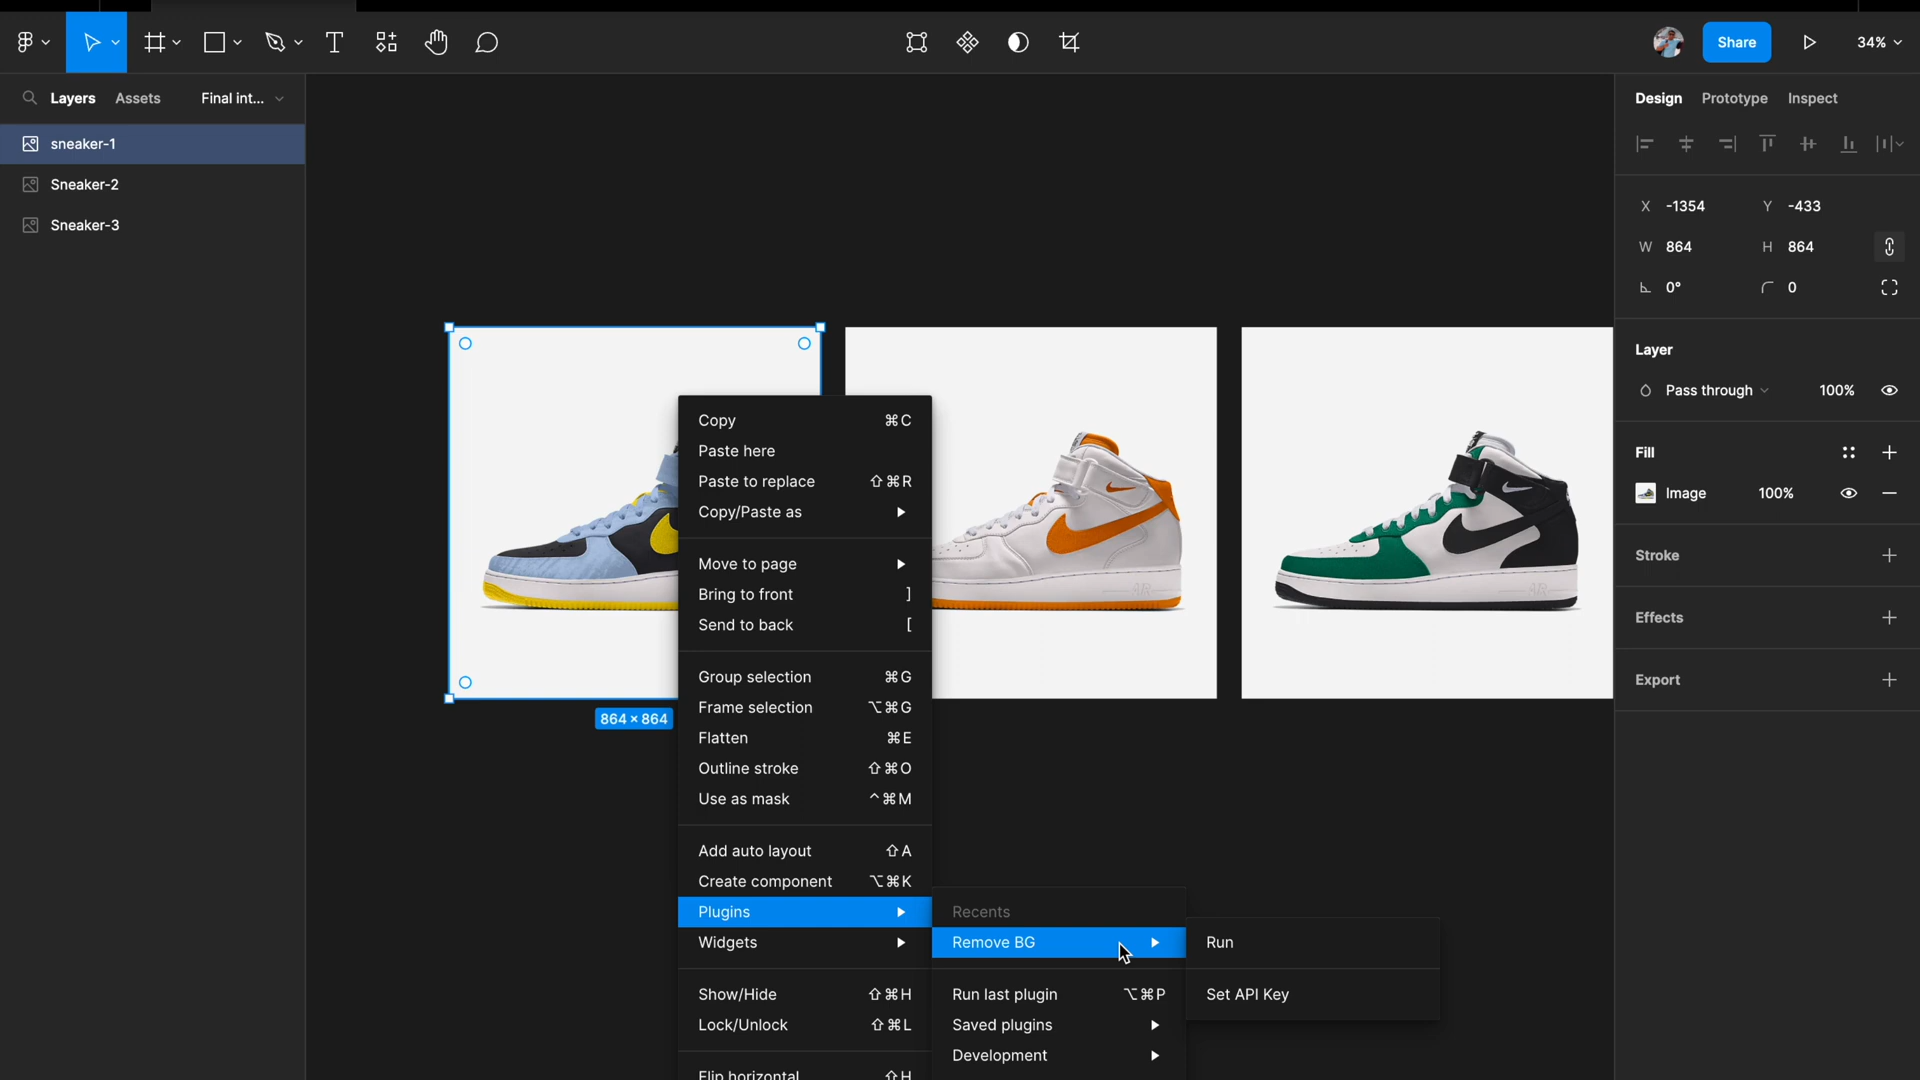 Share
34%
Layers
Assets
Final int...
Design
Prototype
Inspect
sneaker-1
Sneaker-2
Sneaker-3
X -1354
Y -433
W 864
H 864
0°
0
Layer
Pass through
100%
Fill
Image
100%
Stroke
Effects
Export
864 × 864
Copy ⌘C
Paste here
Paste to replace ⇧⌘R
Copy/Paste as
Move to page
Bring to front ]
Send to back [
Group selection ⌘G
Frame selection ⌥⌘G
Flatten ⌘E
Outline stroke ⇧⌘O
Use as mask ^⌘M
Add auto layout ⇧A
Create component ⌥⌘K
Plugins
Widgets
Show/Hide ⇧⌘H
Lock/Unlock ⇧⌘L
Flip horizontal ⇧H
Recents
Remove BG
Run last plugin ⌥⌘P
Saved plugins
Development
Run
Set API Key
AIR
AIR